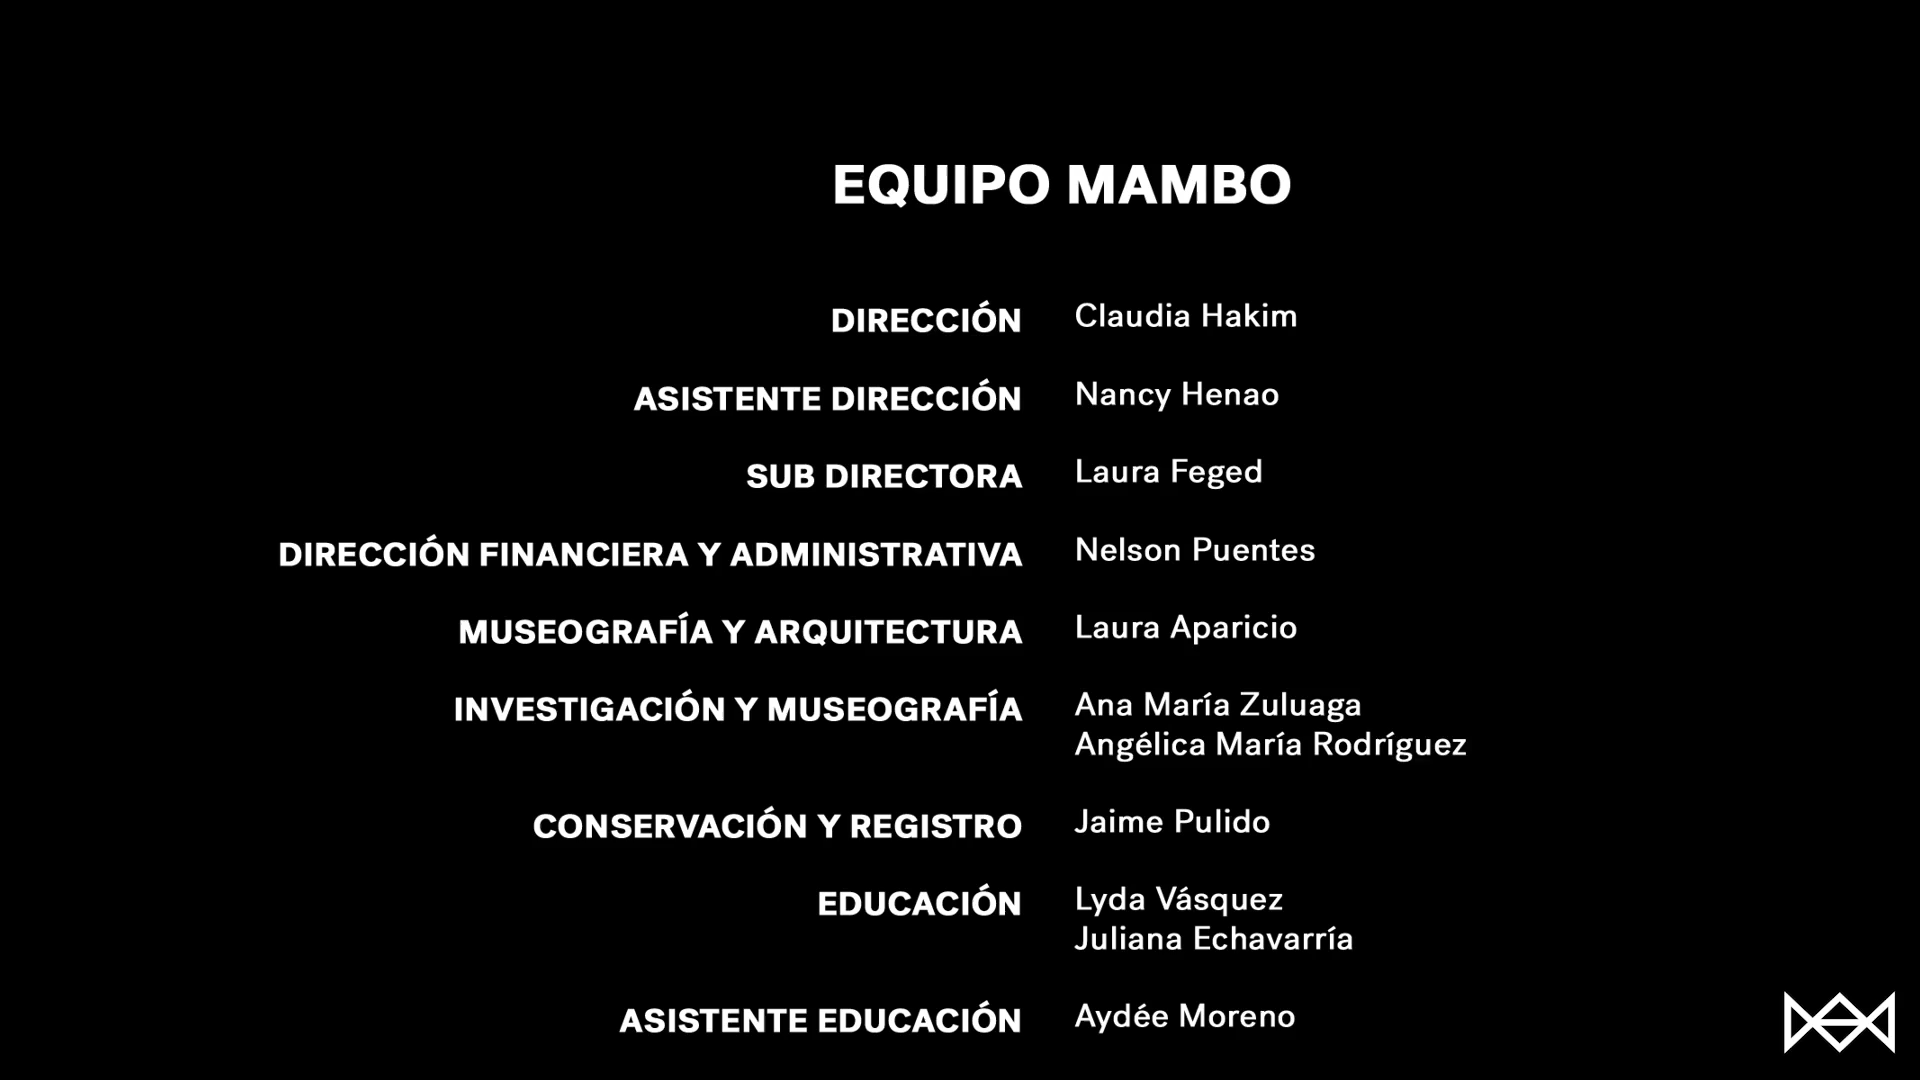 EQUIPO MAMBO
DIRECCIÓN Claudia Hakim
ASISTENTE DIRECCIÓN Nancy Henao
SUB DIRECTORA Laura Feged
DIRECCIÓN FINANCIERA Y ADMINISTRATIVA Nelson Puentes
MUSEOGRAFÍA Y ARQUITECTURA Laura Aparicio
INVESTIGACIÓN Y MUSEOGRAFÍA Ana María Zuluaga
Angélica María Rodríguez
CONSERVACIÓN Y REGISTRO Jaime Pulido
EDUCACIÓN Lyda Vásquez
Juliana Echavarría
ASISTENTE EDUCACIÓN Aydée Moreno